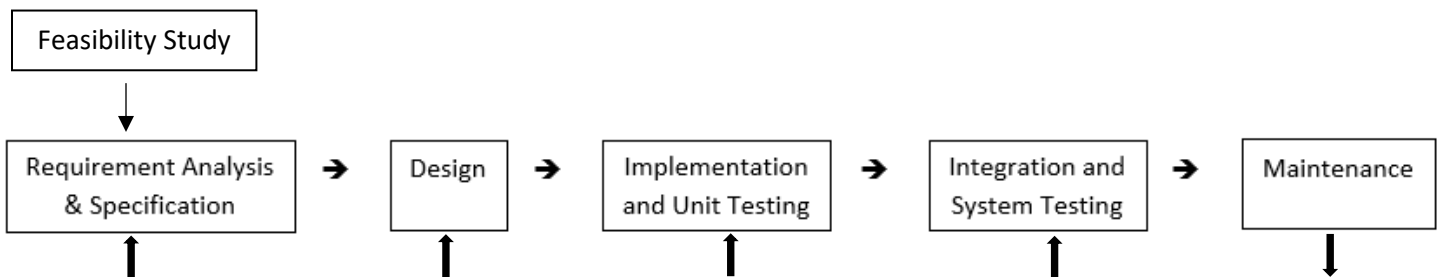 Feasibility Study
Requirement Analysis
& Specification
Design
Implementation
and Unit Testing
Integration and
System Testing
Maintenance